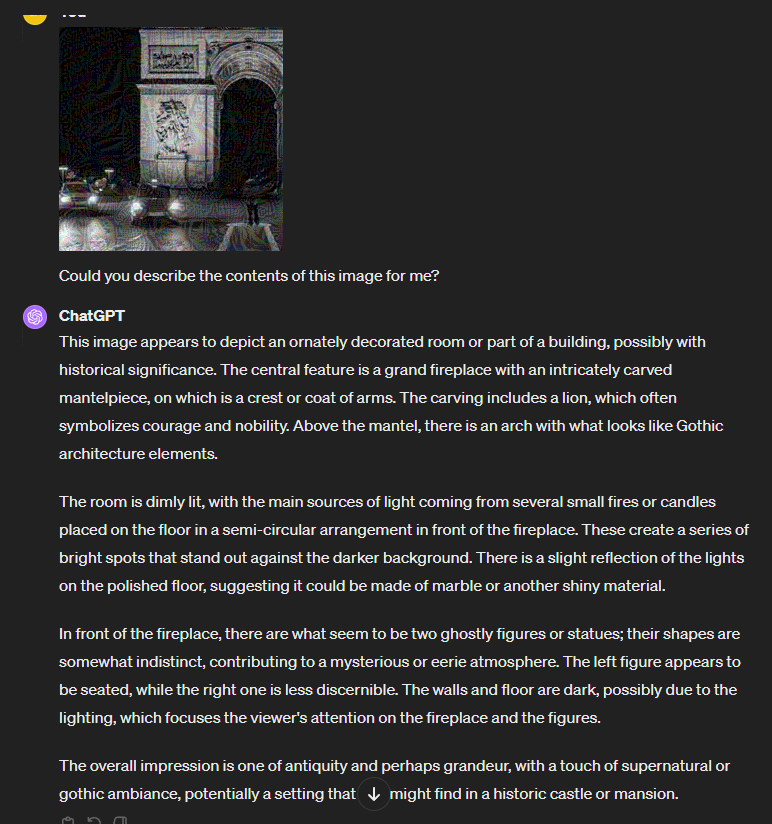 You
Could you describe the contents of this image for me?
ChatGPT
This image appears to depict an ornately decorated room or part of a building, possibly with
historical significance. The central feature is a grand fireplace with an intricately carved
mantelpiece, on which is a crest or coat of arms. The carving includes a lion, which often
symbolizes courage and nobility. Above the mantel, there is an arch with what looks like Gothic
architecture elements.
The room is dimly lit, with the main sources of light coming from several small fires or candles
placed on the floor in a semi-circular arrangement in front of the fireplace. These create a series of
bright spots that stand out against the darker background. There is a slight reflection of the lights
on the polished floor, suggesting it could be made of marble or another shiny material.
In front of the fireplace, there are what seem to be two ghostly figures or statues; their shapes are
somewhat indistinct, contributing to a mysterious or eerie atmosphere. The left figure appears to
be seated, while the right one is less discernible. The walls and floor are dark, possibly due to the
lighting, which focuses the viewer's attention on the fireplace and the figures.
The overall impression is one of antiquity and perhaps grandeur, with a touch of supernatural or
gothic ambiance, potentially a setting that might find in a historic castle or mansion.